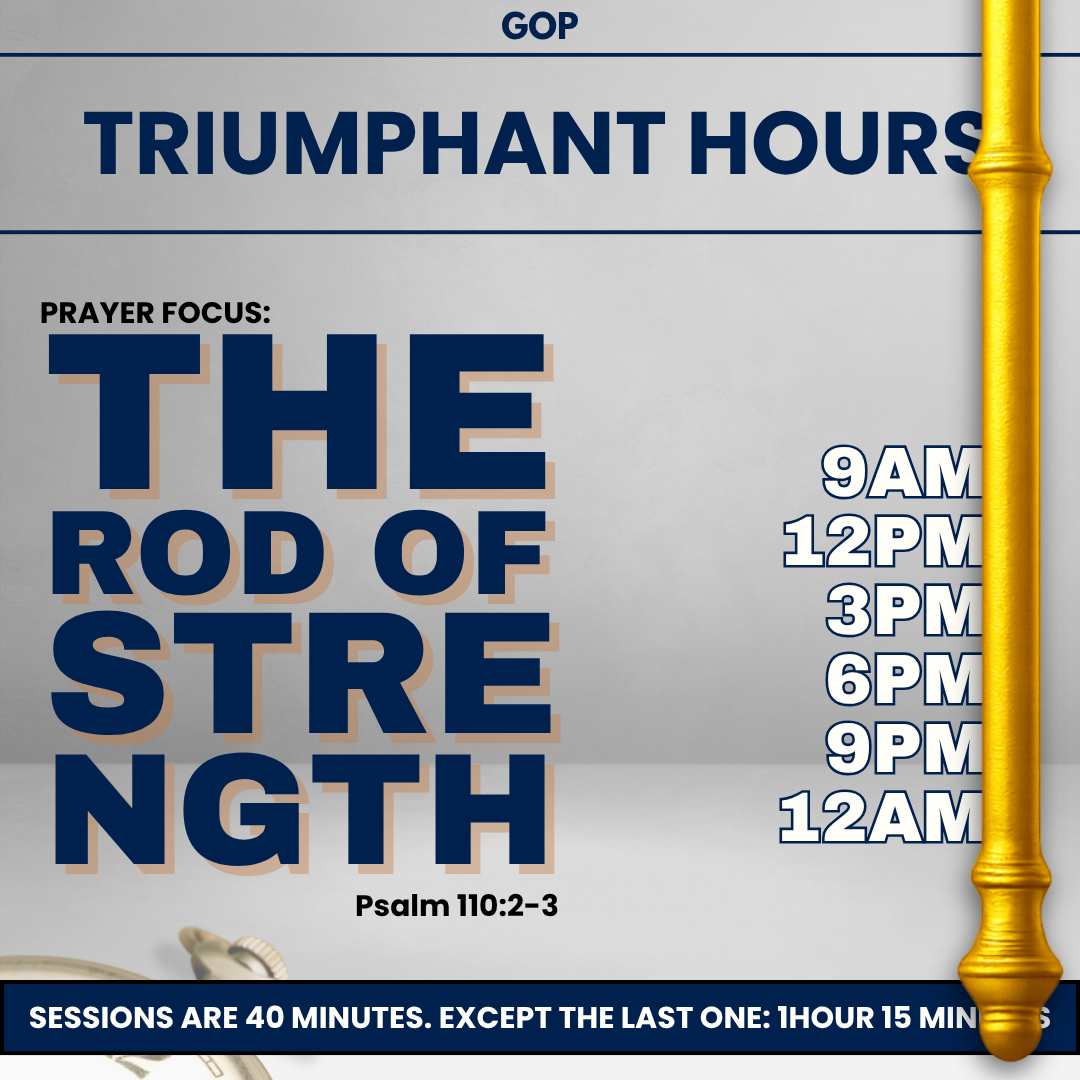 GOP
TRIUMPHANT HOURS
PRAYER FOCUS:
THE
ROD OF
STRE
NGTH
9AM
12PM
3PM
6PM
9PM
12AM
Psalm 110:2-3
SESSIONS ARE 40 MINUTES. EXCEPT THE LAST ONE: 1HOUR 15 MINUTES